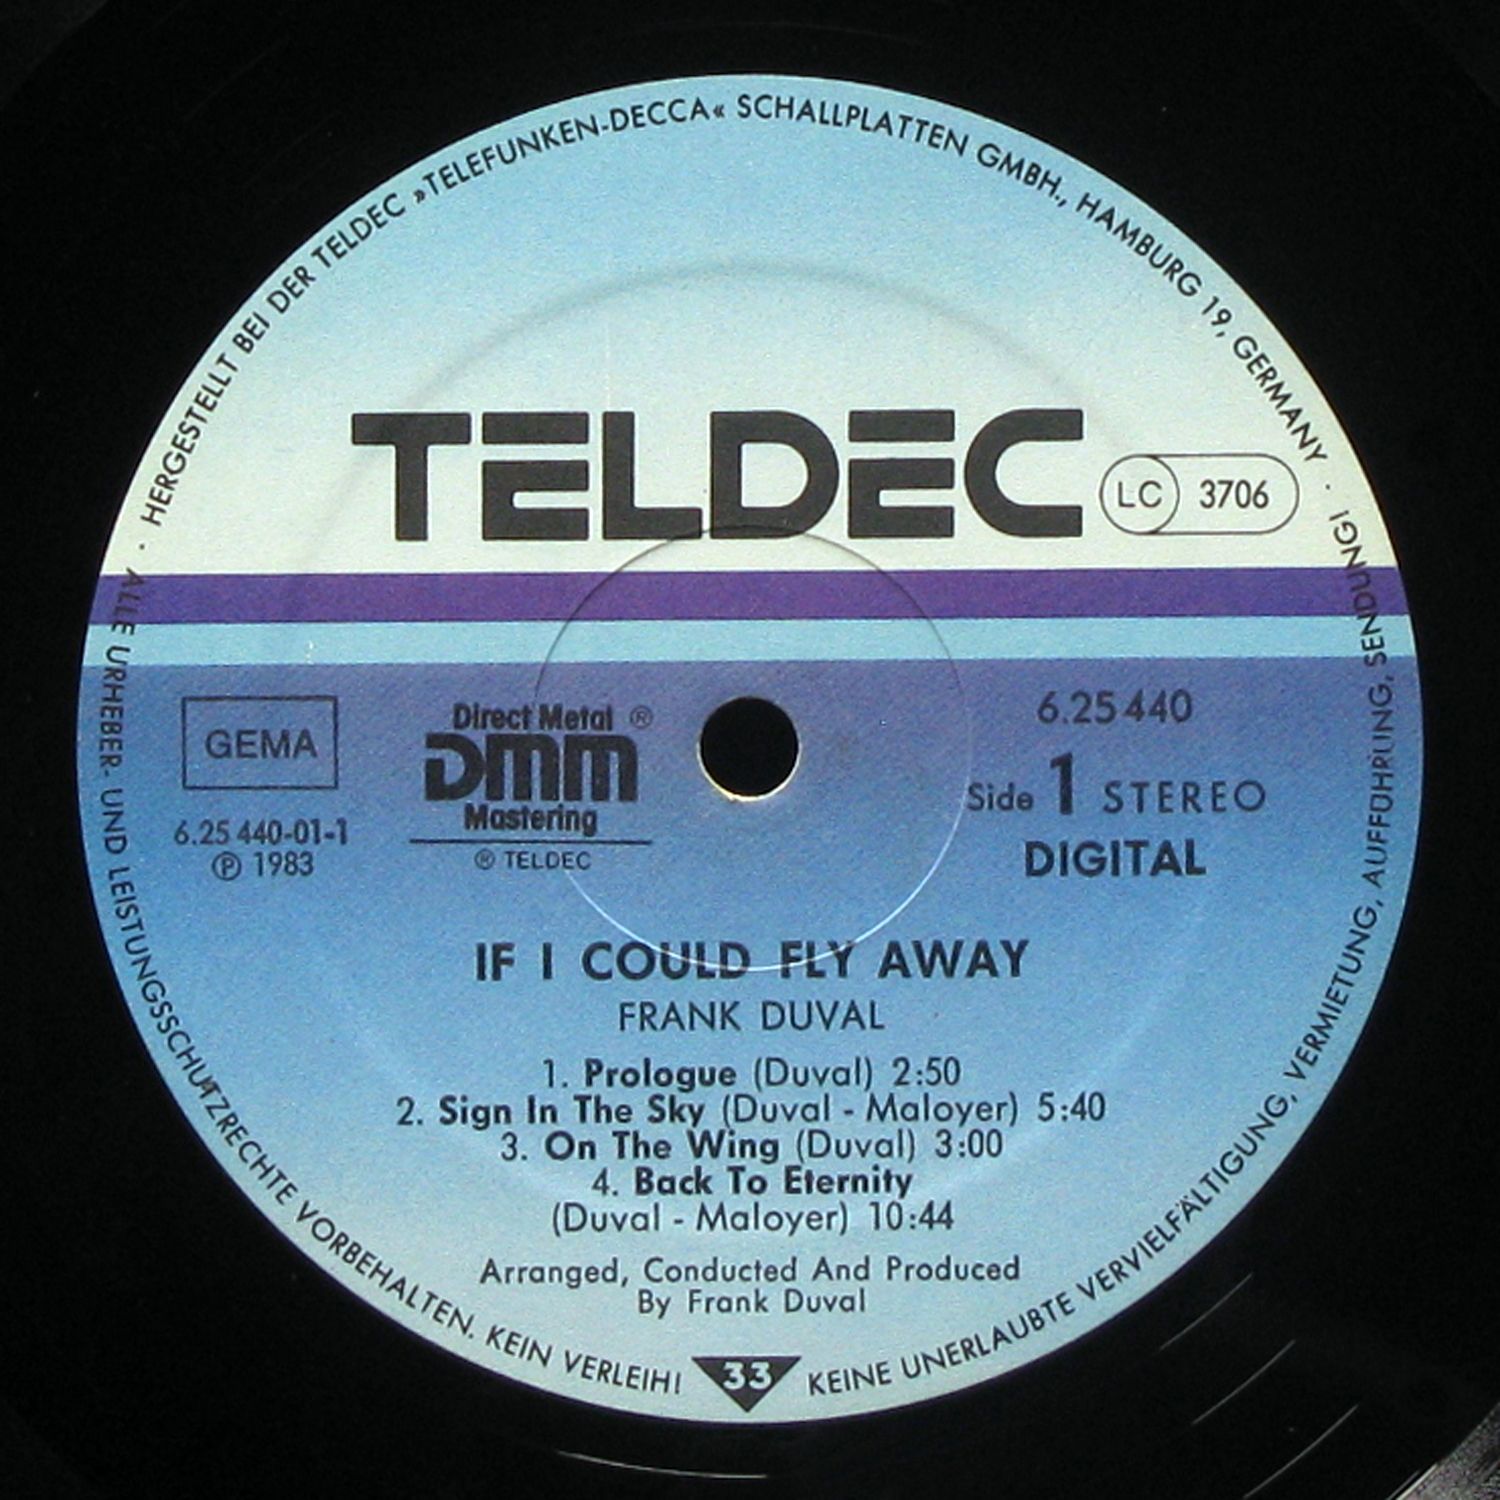 · HERGESTELLT BEI DER TELDEC »TELEFUNKEN-DECCA« SCHALLPLATTEN GMBH., HAMBURG 19, GERMANY ·
TELDEC
LC 3706
GEMA
6.25 440-01-1
Ⓟ 1983
Direct Metal ®
DMM
Mastering
® TELDEC
6.25 440
Side 1 STEREO
DIGITAL
IF I COULD FLY AWAY
FRANK DUVAL
1. Prologue (Duval) 2:50
2. Sign In The Sky (Duval - Maloyer) 5:40
3. On The Wing (Duval) 3:00
4. Back To Eternity
(Duval - Maloyer) 10:44
Arranged, Conducted And Produced
By Frank Duval
33
ALLE URHEBER- UND LEISTUNGSSCHUTZRECHTE VORBEHALTEN. KEIN VERLEIH! KEINE UNERLAUBTE VERVIELFÄLTIGUNG, VERMIETUNG, AUFFÜHRUNG, SENDUNG!